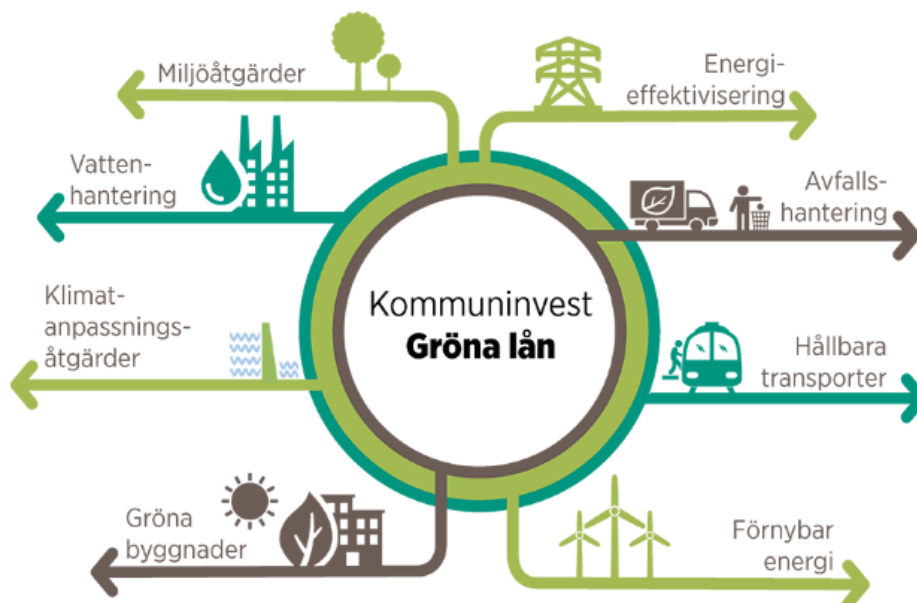 Miljöåtgärder
Energi-
effektivisering
Vatten-
hantering
Avfalls-
hantering
Kommuninvest
Gröna lån
Klimat-
anpassnings-
åtgärder
Hållbara
transporter
Gröna
byggnader
Förnybar
energi